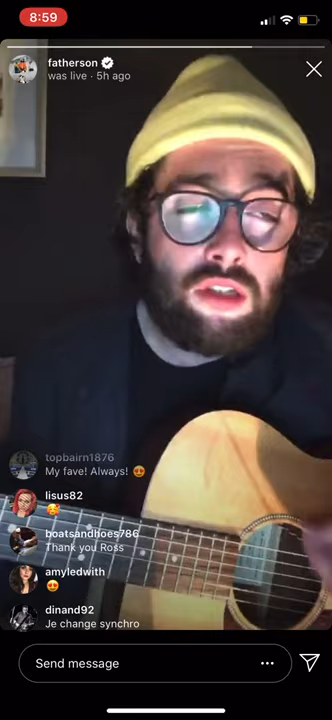 8:59
fatherson
was live · 5h ago
topbairn1876
My fave! Always! 😍
lisus82
🥰
boatsandhoes786
Thank you Ross
amyledwith
😍
dinand92
Je change synchro
Send message